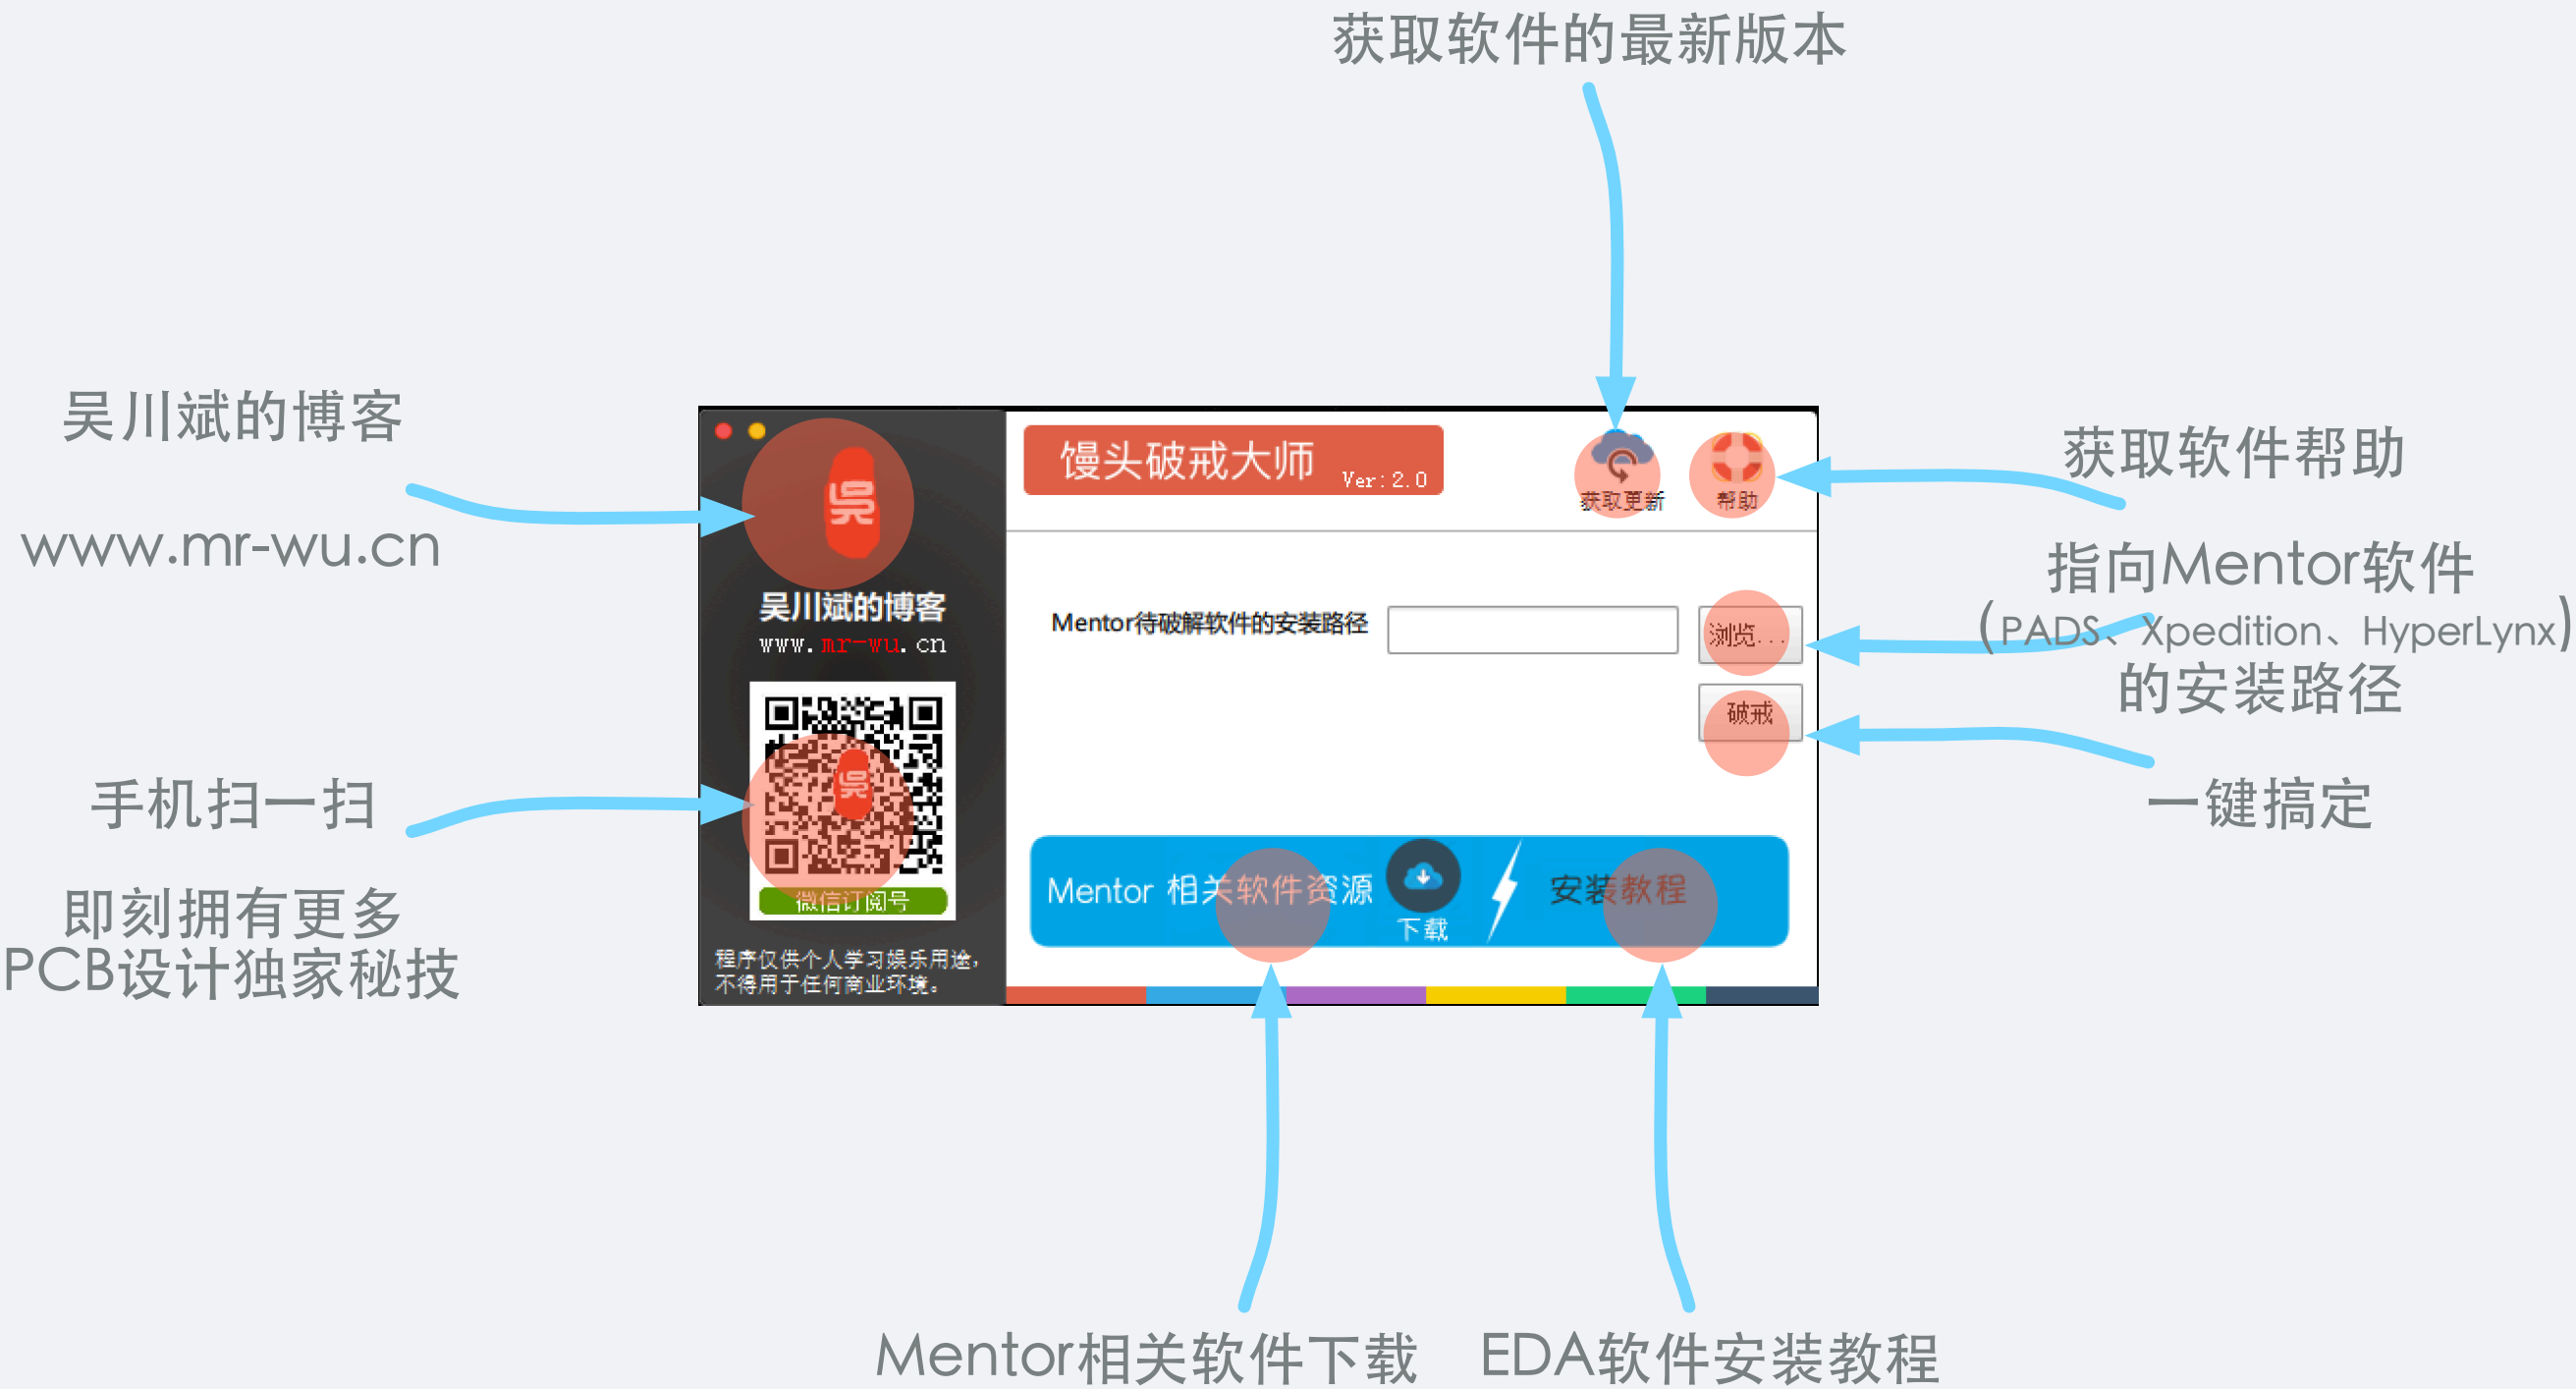 获取软件的最新版本
吴川斌的博客
www.mr-wu.cn
手机扫一扫
即刻拥有更多
PCB设计独家秘技
吴
吴川斌的博客
www.mr-wu.cn
吴
微信订阅号
程序仅供个人学习娱乐用途，
不得用于任何商业环境。
馒头破戒大师 Ver:2.0
获取更新
帮助
Mentor待破解软件的安装路径
浏览...
破戒
Mentor 相关软件资源
下载
安装教程
获取软件帮助
指向Mentor软件
(PADS、Xpedition、HyperLynx)
的安装路径
一键搞定
Mentor相关软件下载
EDA软件安装教程